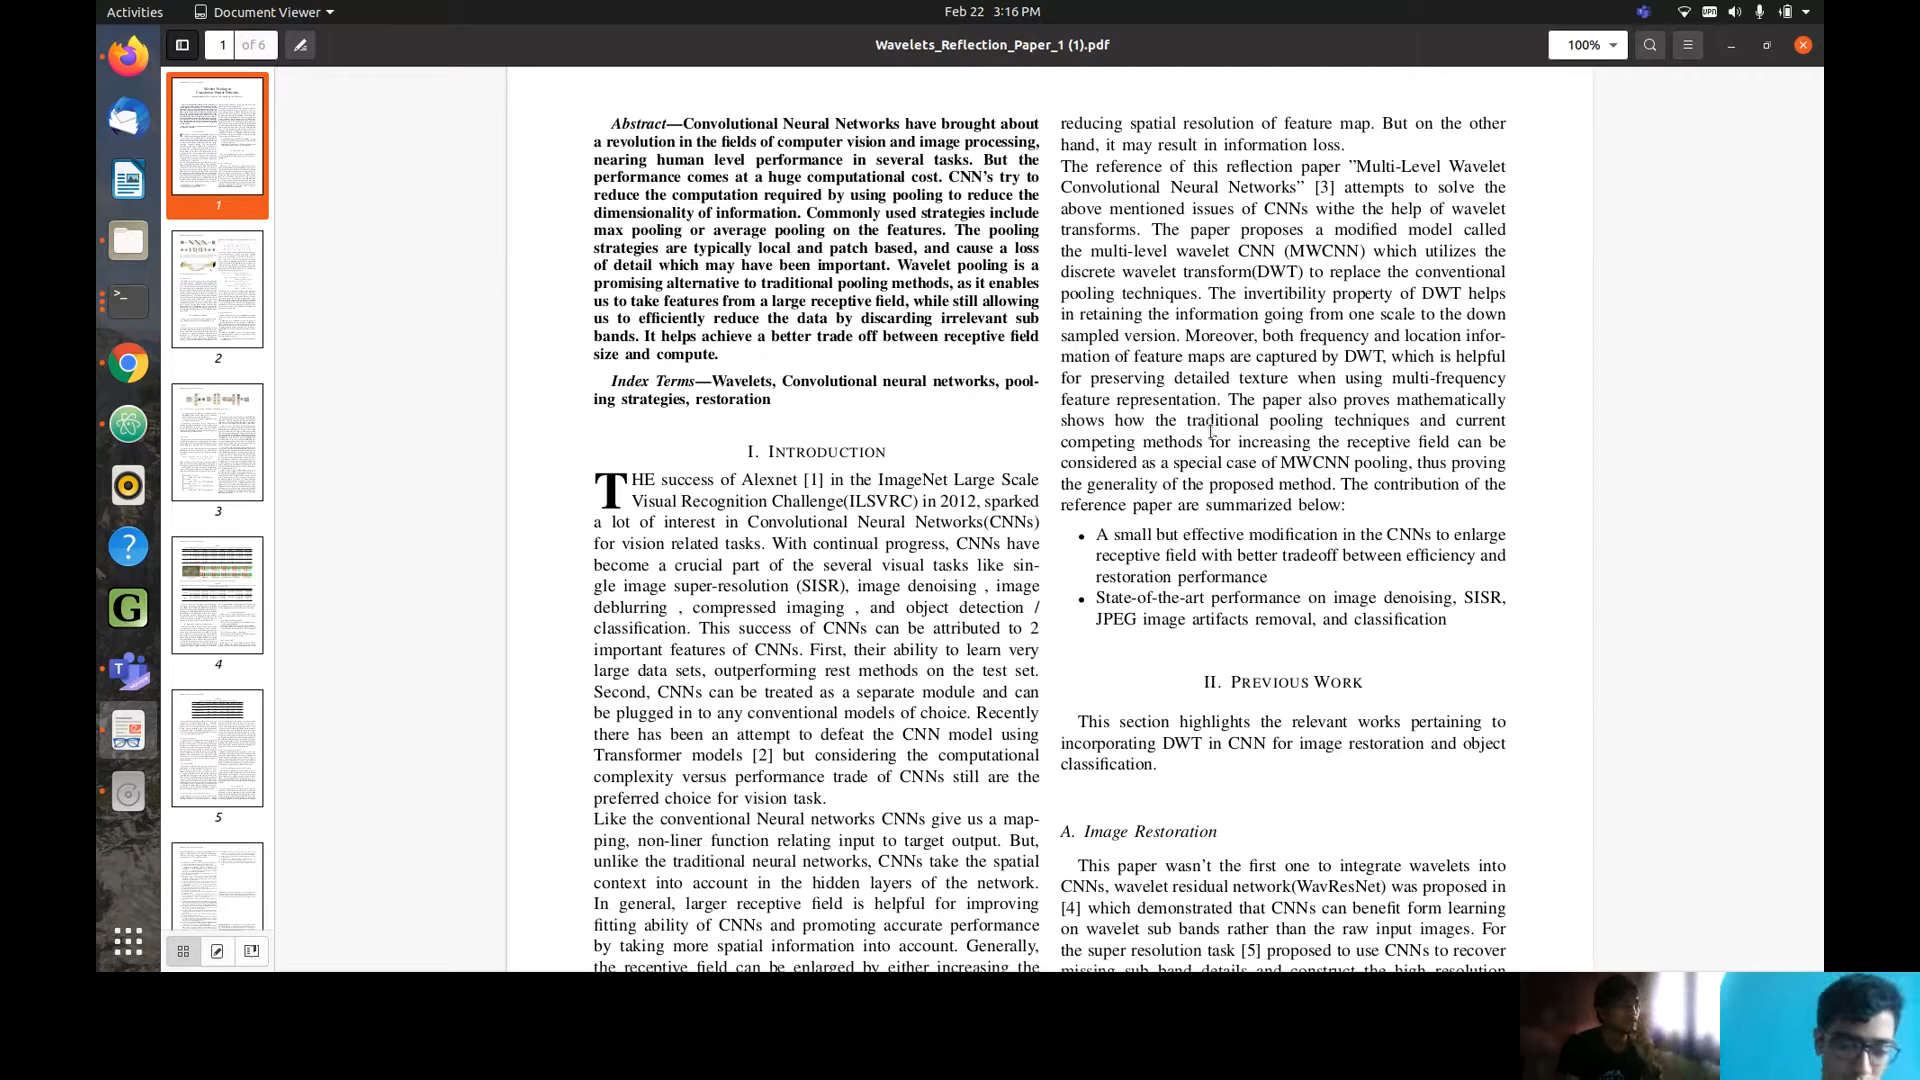 Activities
Document Viewer
Feb 22 3:16 PM
VPN
1 of 6
Wavelets_Reflection_Paper_1 (1).pdf
100%
1
2
3
4
5
Abstract—Convolutional Neural Networks have brought about
a revolution in the fields of computer vision and image processing,
nearing human level performance in several tasks. But the
performance comes at a huge computational cost. CNN's try to
reduce the computation required by using pooling to reduce the
dimensionality of information. Commonly used strategies include
max pooling or average pooling on the features. The pooling
strategies are typically local and patch based, and cause a loss
of detail which may have been important. Wavelet pooling is a
promising alternative to traditional pooling methods, as it enables
us to take features from a large receptive field, while still allowing
us to efficiently reduce the data by discarding irrelevant sub
bands. It helps achieve a better trade off between receptive field
size and compute.
Index Terms—Wavelets, Convolutional neural networks, pool-
ing strategies, restoration
I. INTRODUCTION
THE success of Alexnet [1] in the ImageNet Large Scale
Visual Recognition Challenge(ILSVRC) in 2012, sparked
a lot of interest in Convolutional Neural Networks(CNNs)
for vision related tasks. With continual progress, CNNs have
become a crucial part of the several visual tasks like sin-
gle image super-resolution (SISR), image denoising , image
deblurring , compressed imaging , and object detection /
classification. This success of CNNs can be attributed to 2
important features of CNNs. First, their ability to learn very
large data sets, outperforming rest methods on the test set.
Second, CNNs can be treated as a separate module and can
be plugged in to any conventional models of choice. Recently
there has been an attempt to defeat the CNN model using
Transformer models [2] but considering the computational
complexity versus performance trade of CNNs still are the
preferred choice for vision task.
Like the conventional Neural networks CNNs give us a map-
ping, non-liner function relating input to target output. But,
unlike the traditional neural networks, CNNs take the spatial
context into account in the hidden layers of the network.
In general, larger receptive field is helpful for improving
fitting ability of CNNs and promoting accurate performance
by taking more spatial information into account. Generally,
the receptive field can be enlarged by either increasing the
reducing spatial resolution of feature map. But on the other
hand, it may result in information loss.
The reference of this reflection paper ”Multi-Level Wavelet
Convolutional Neural Networks” [3] attempts to solve the
above mentioned issues of CNNs withe the help of wavelet
transforms. The paper proposes a modified model called
the multi-level wavelet CNN (MWCNN) which utilizes the
discrete wavelet transform(DWT) to replace the conventional
pooling techniques. The invertibility property of DWT helps
in retaining the information going from one scale to the down
sampled version. Moreover, both frequency and location infor-
mation of feature maps are captured by DWT, which is helpful
for preserving detailed texture when using multi-frequency
feature representation. The paper also proves mathematically
shows how the traditional pooling techniques and current
competing methods for increasing the receptive field can be
considered as a special case of MWCNN pooling, thus proving
the generality of the proposed method. The contribution of the
reference paper are summarized below:
• A small but effective modification in the CNNs to enlarge
receptive field with better tradeoff between efficiency and
restoration performance
• State-of-the-art performance on image denoising, SISR,
JPEG image artifacts removal, and classification
II. PREVIOUS WORK
This section highlights the relevant works pertaining to
incorporating DWT in CNN for image restoration and object
classification.
A. Image Restoration
This paper wasn't the first one to integrate wavelets into
CNNs, wavelet residual network(WavResNet) was proposed in
[4] which demonstrated that CNNs can benefit form learning
on wavelet sub bands rather than the raw input images. For
the super resolution task [5] proposed to use CNNs to recover
missing sub band details and construct the high resolution